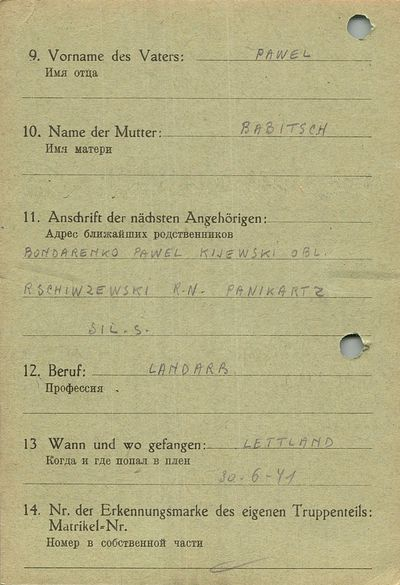 9. Vorname des Vaters: PAWEL
Имя отца
10. Name der Mutter: BABITSCH
Имя матери
11. Anschrift der nächsten Angehörigen:
Адрес ближайших родственников
BONDARENKO PAWEL KIJEWSKI OBL.
RSCHIWZEWSKI R.N. PANIKARTZ
SIL.S.
12. Beruf: LANDARB.
Профессия
13 Wann und wo gefangen: LETTLAND
Когда и где попал в плен
30-6-41
14. Nr. der Erkennungsmarke des eigenen Truppenteils:
Matrikel-Nr.
Номер в собственной части